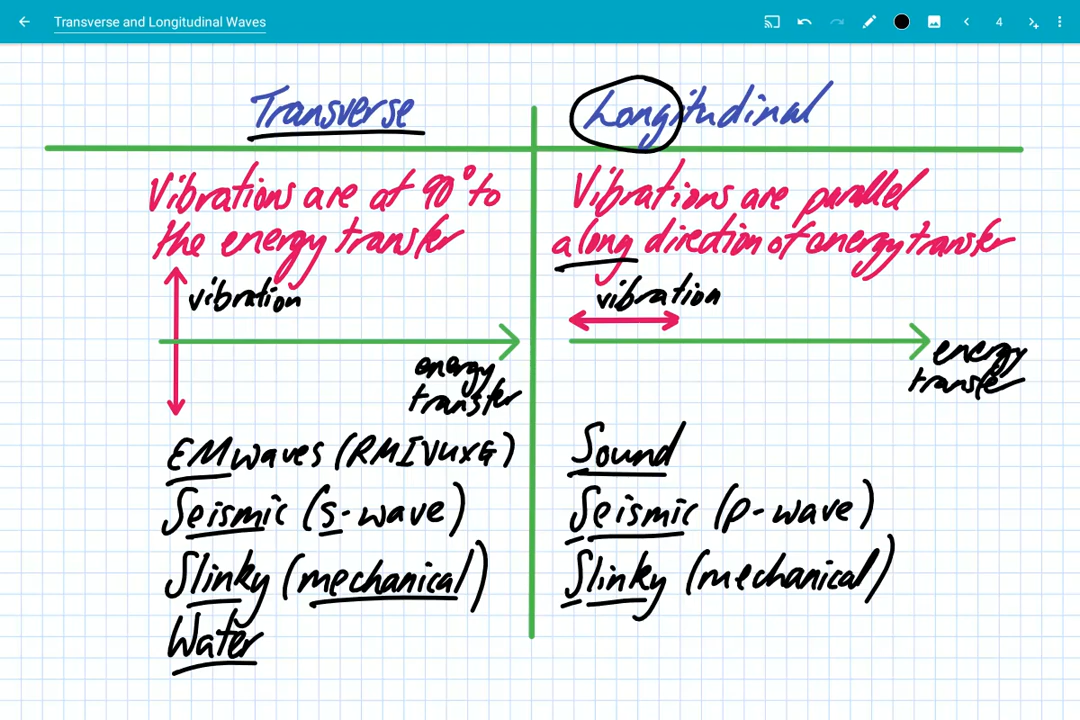 Transverse and Longitudinal Waves
4
Transverse
Longitudinal
Vibrations are at 90° to
the energy transfer
vibration
energy
transfer
EM waves (RMIVUXG)
Seismic (s-wave)
Slinky (mechanical)
Water
Vibrations are parallel
along direction of energy transfer
vibration
energy
transfer
Sound
Seismic (p-wave)
Slinky (mechanical)